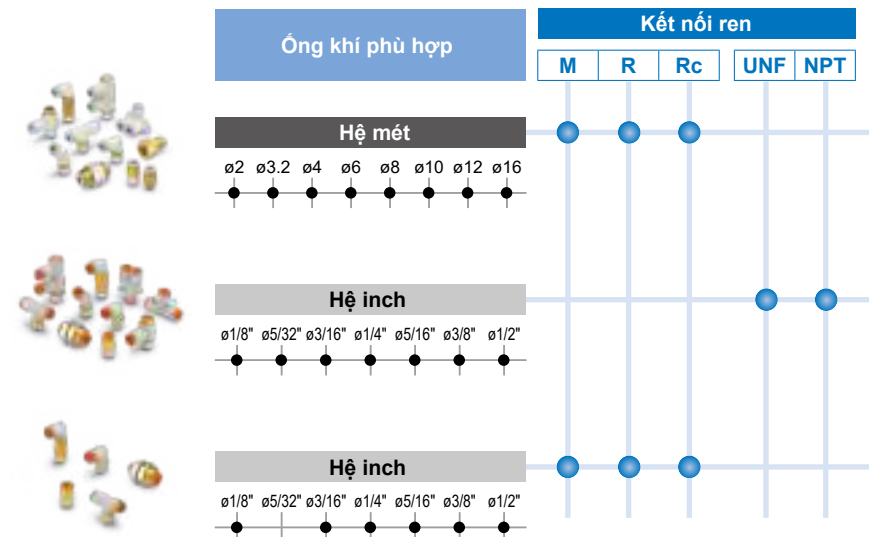 Ống khí phù hợp
Kết nối ren
M R Rc UNF NPT
Hệ mét
ø2 ø3.2 ø4 ø6 ø8 ø10 ø12 ø16
Hệ inch
ø1/8" ø5/32" ø3/16" ø1/4" ø5/16" ø3/8" ø1/2"
Hệ inch
ø1/8" ø5/32" ø3/16" ø1/4" ø5/16" ø3/8" ø1/2"